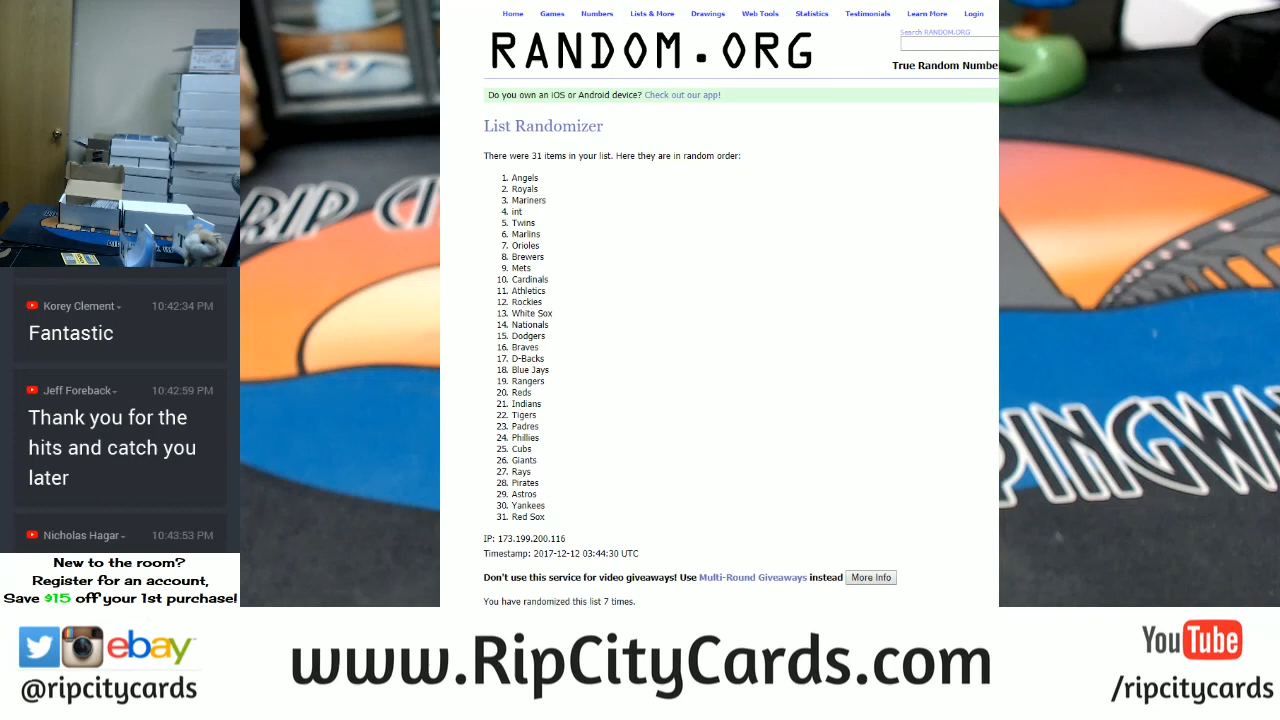 Home Games Numbers Lists & More Drawings Web Tools Statistics Testimonials Learn More Login
RANDOM.ORG
Search RANDOM.ORG
True Random Numbe
Do you own an iOS or Android device? Check out our app!
List Randomizer
There were 31 items in your list. Here they are in random order:
1. Angels
2. Royals
3. Mariners
4. int
5. Twins
6. Marlins
7. Orioles
8. Brewers
9. Mets
10. Cardinals
11. Athletics
12. Rockies
13. White Sox
14. Nationals
15. Dodgers
16. Braves
17. D-Backs
18. Blue Jays
19. Rangers
20. Reds
21. Indians
22. Tigers
23. Padres
24. Phillies
25. Cubs
26. Giants
27. Rays
28. Pirates
29. Astros
30. Yankees
31. Red Sox
IP: 173.199.200.116
Timestamp: 2017-12-12 03:44:30 UTC
Don't use this service for video giveaways! Use Multi-Round Giveaways instead More Info
You have randomized this list 7 times.
Korey Clement 10:42:34 PM
Fantastic
Jeff Foreback 10:42:59 PM
Thank you for the
hits and catch you
later
Nicholas Hagar 10:43:53 PM
New to the room?
Register for an account,
Save $15 off your 1st purchase!
RIP CI
PINGWA
ebay
@ripcitycards
www.RipCityCards.com
YouTube
/ripcitycards